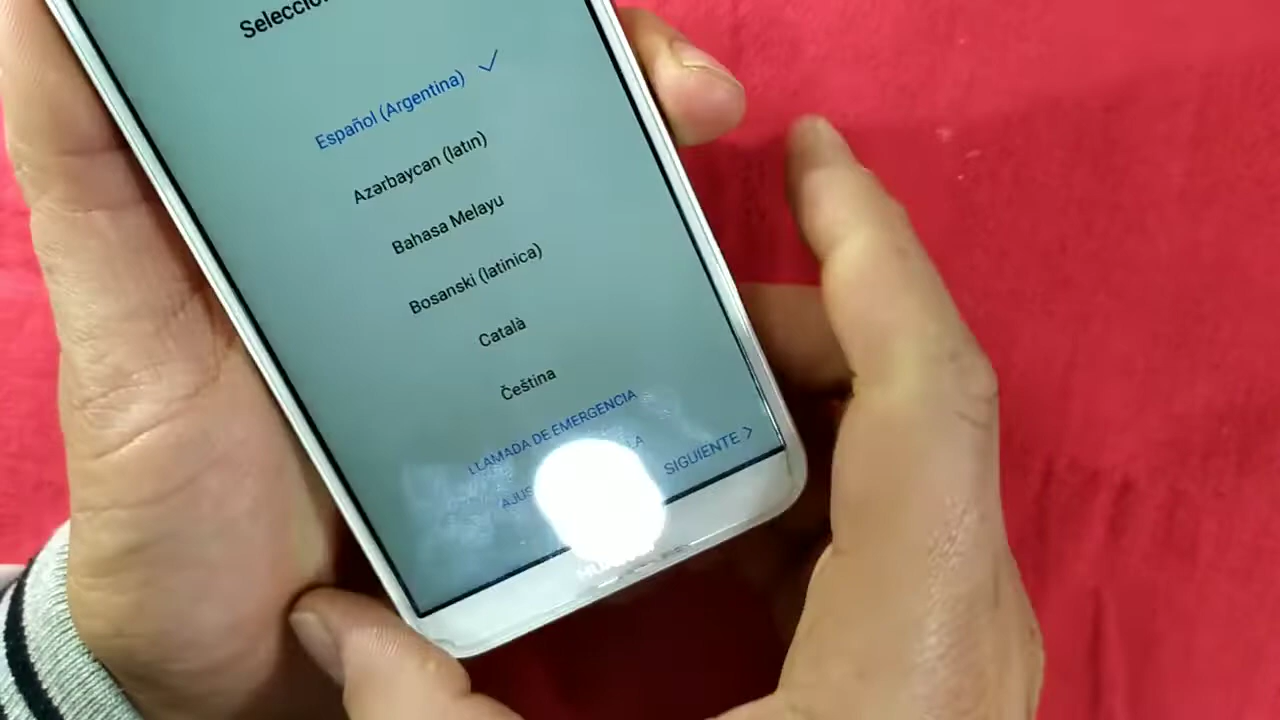 Español (Argentina)
Azərbaycan (latın)
Bahasa Melayu
Bosanski (latinica)
Català
Čeština
LLAMADA DE EMERGENCIA
SIGUIENTE